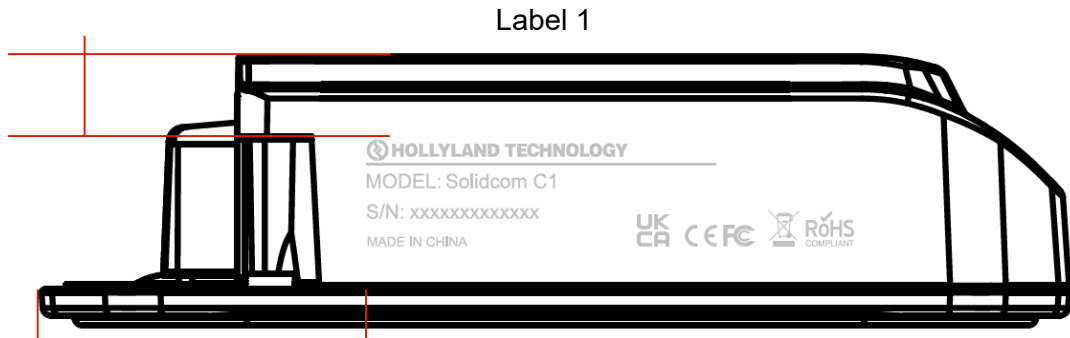 Label 1
HOLLYLAND TECHNOLOGY
MODEL: Solidcom C1
S/N: xxxxxxxxxxxxx
MADE IN CHINA
UK
CA CE FC RoHS
COMPLIANT